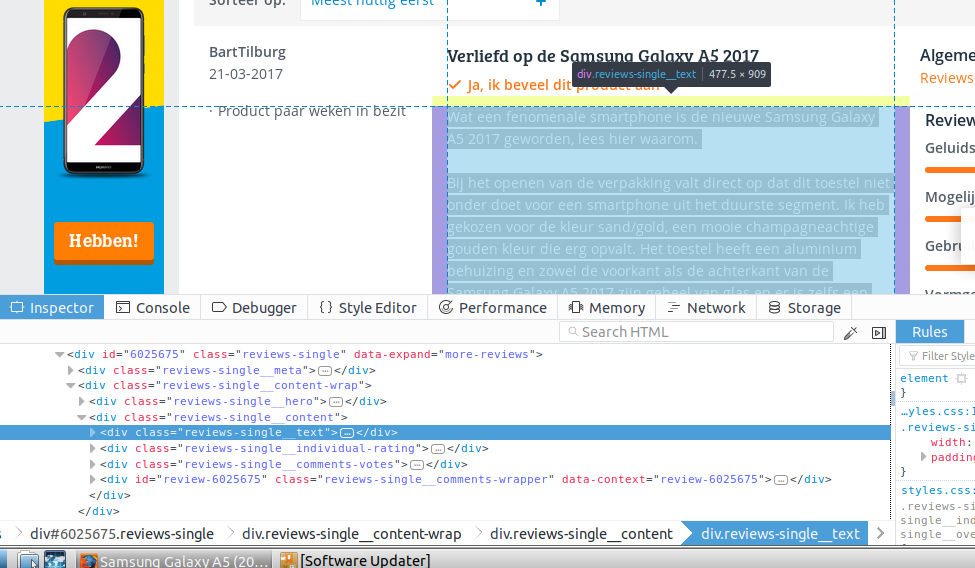 Sorteer op:
Meest nuttig eerst
+
BartTilburg
21-03-2017
· Product paar weken in bezit
Verliefd op de Samsung Galaxy A5 2017
div.reviews-single__text | 477.5 × 909
Ja, ik beveel dit product aan
Wat een fenomenale smartphone is de nieuwe Samsung Galaxy
A5 2017 geworden, lees hier waarom.
Bij het openen van de verpakking valt direct op dat dit toestel niet
onder doet voor een smartphone uit het duurste segment. Ik heb
gekozen voor de kleur sand/gold, een mooie champagneachtige
gouden kleur die erg opvalt. Het toestel heeft een aluminium
behuizing en zowel de voorkant als de achterkant van de
Samsung Galaxy A5 2017 zijn geheel van glas en er is zelfs een
Algeme
Reviews
Review
Geluids
Mogelij
Gebrui
Vormge
2
HUAWEI
Hebben!
Inspector
Console
Debugger
{ } Style Editor
Performance
Memory
Network
Storage
Search HTML
Rules
Filter Style
<div id="6025675" class="reviews-single" data-expand="more-reviews">
<div class="reviews-single__meta">…</div>
<div class="reviews-single__content-wrap">
<div class="reviews-single__hero">…</div>
<div class="reviews-single__content">
<div class="reviews-single__text">…</div>
<div class="reviews-single__individual-rating">…</div>
<div class="reviews-single__comments-votes">…</div>
<div id="review-6025675" class="reviews-single__comments-wrapper" data-context="review-6025675">…</div>
</div>
</div>
element
}
…yles.css:1
.reviews-si
width:
padding
}
styles.css:
.reviews-si
single__ind
single__ove
s
div#6025675.reviews-single
div.reviews-single__content-wrap
div.reviews-single__content
div.reviews-single__text
Samsung Galaxy A5 (20...
[Software Updater]